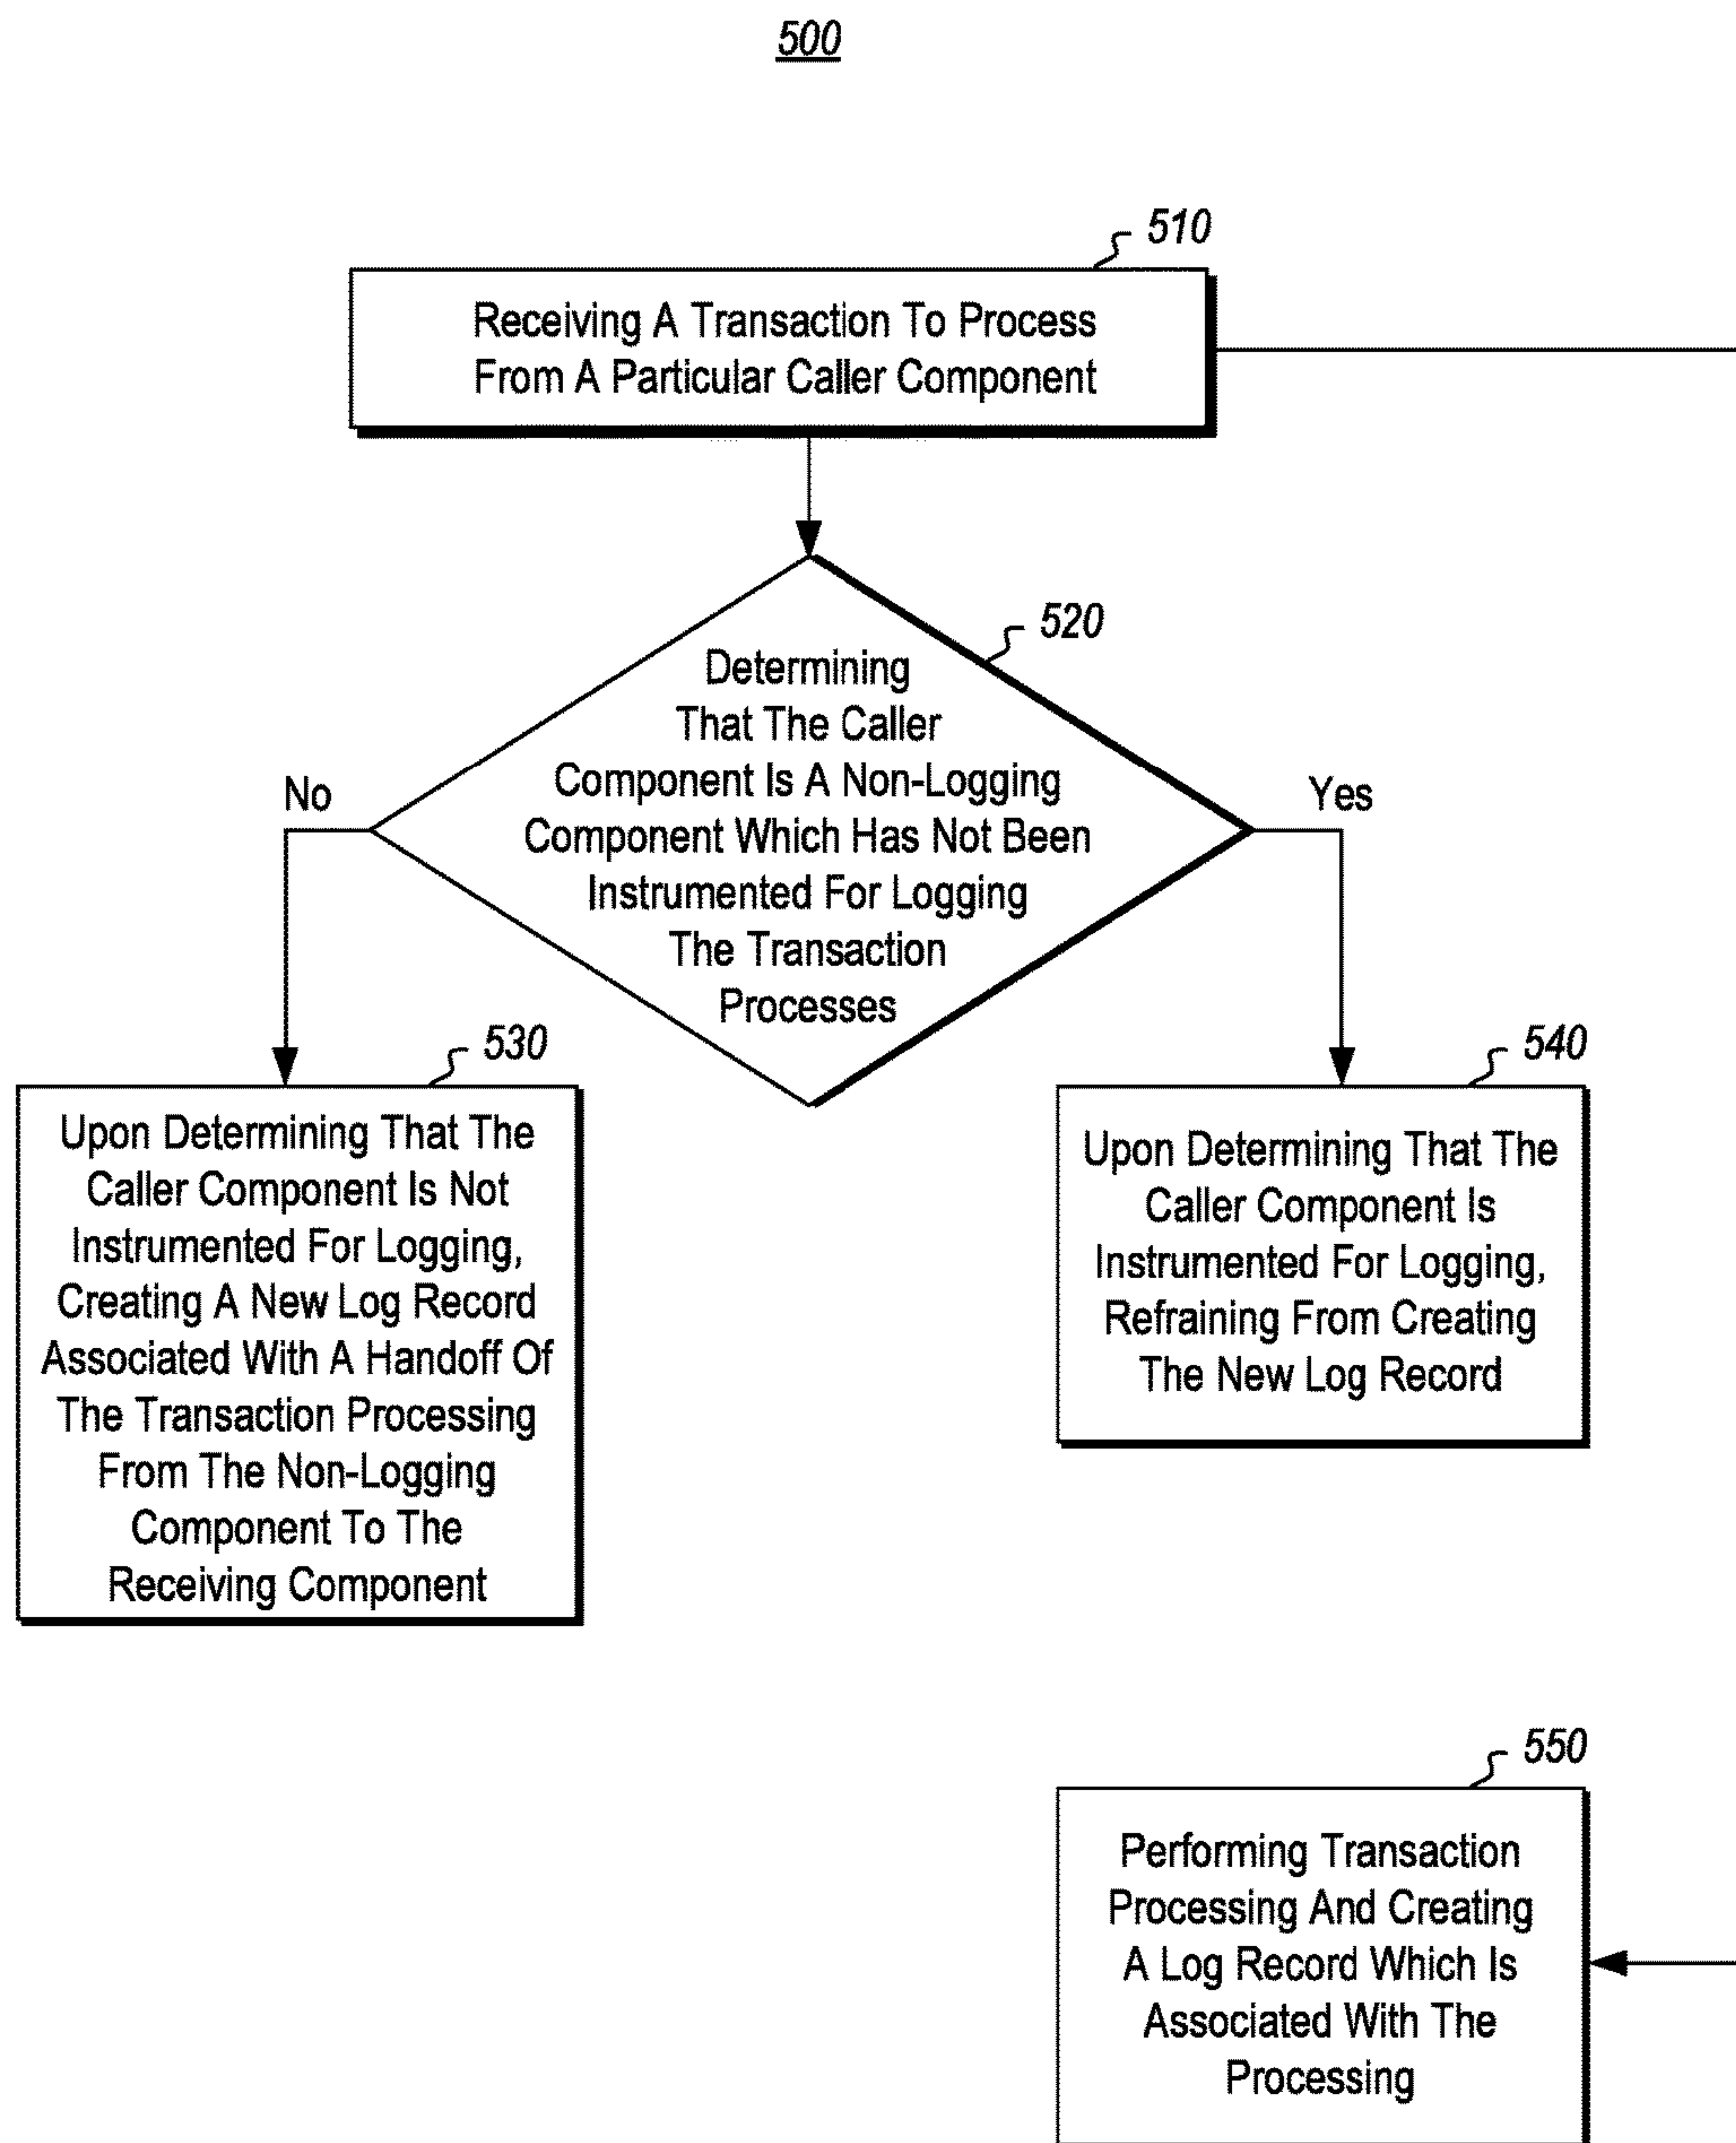 500
510
Receiving A Transaction To Process
From A Particular Caller Component
520
Determining
That The Caller
Component Is A Non-Logging
Component Which Has Not Been
Instrumented For Logging
The Transaction
Processes
No
Yes
530
Upon Determining That The
Caller Component Is Not
Instrumented For Logging,
Creating A New Log Record
Associated With A Handoff Of
The Transaction Processing
From The Non-Logging
Component To The
Receiving Component
540
Upon Determining That The
Caller Component Is
Instrumented For Logging,
Refraining From Creating
The New Log Record
550
Performing Transaction
Processing And Creating
A Log Record Which Is
Associated With The
Processing